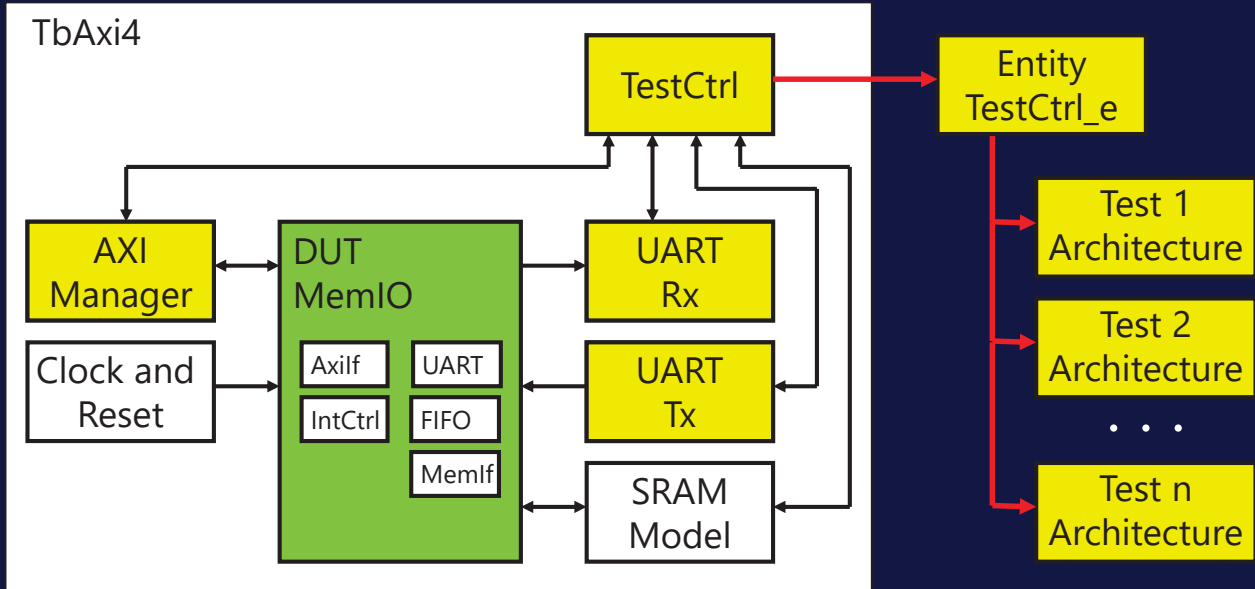 TbAxi4
TestCtrl
Entity
TestCtrl_e
Test 1
Architecture
Test 2
Architecture
. . .
Test n
Architecture
AXI
Manager
Clock and
Reset
DUT
MemIO
AxiIf
UART
IntCtrl
FIFO
MemIf
UART
Rx
UART
Tx
SRAM
Model